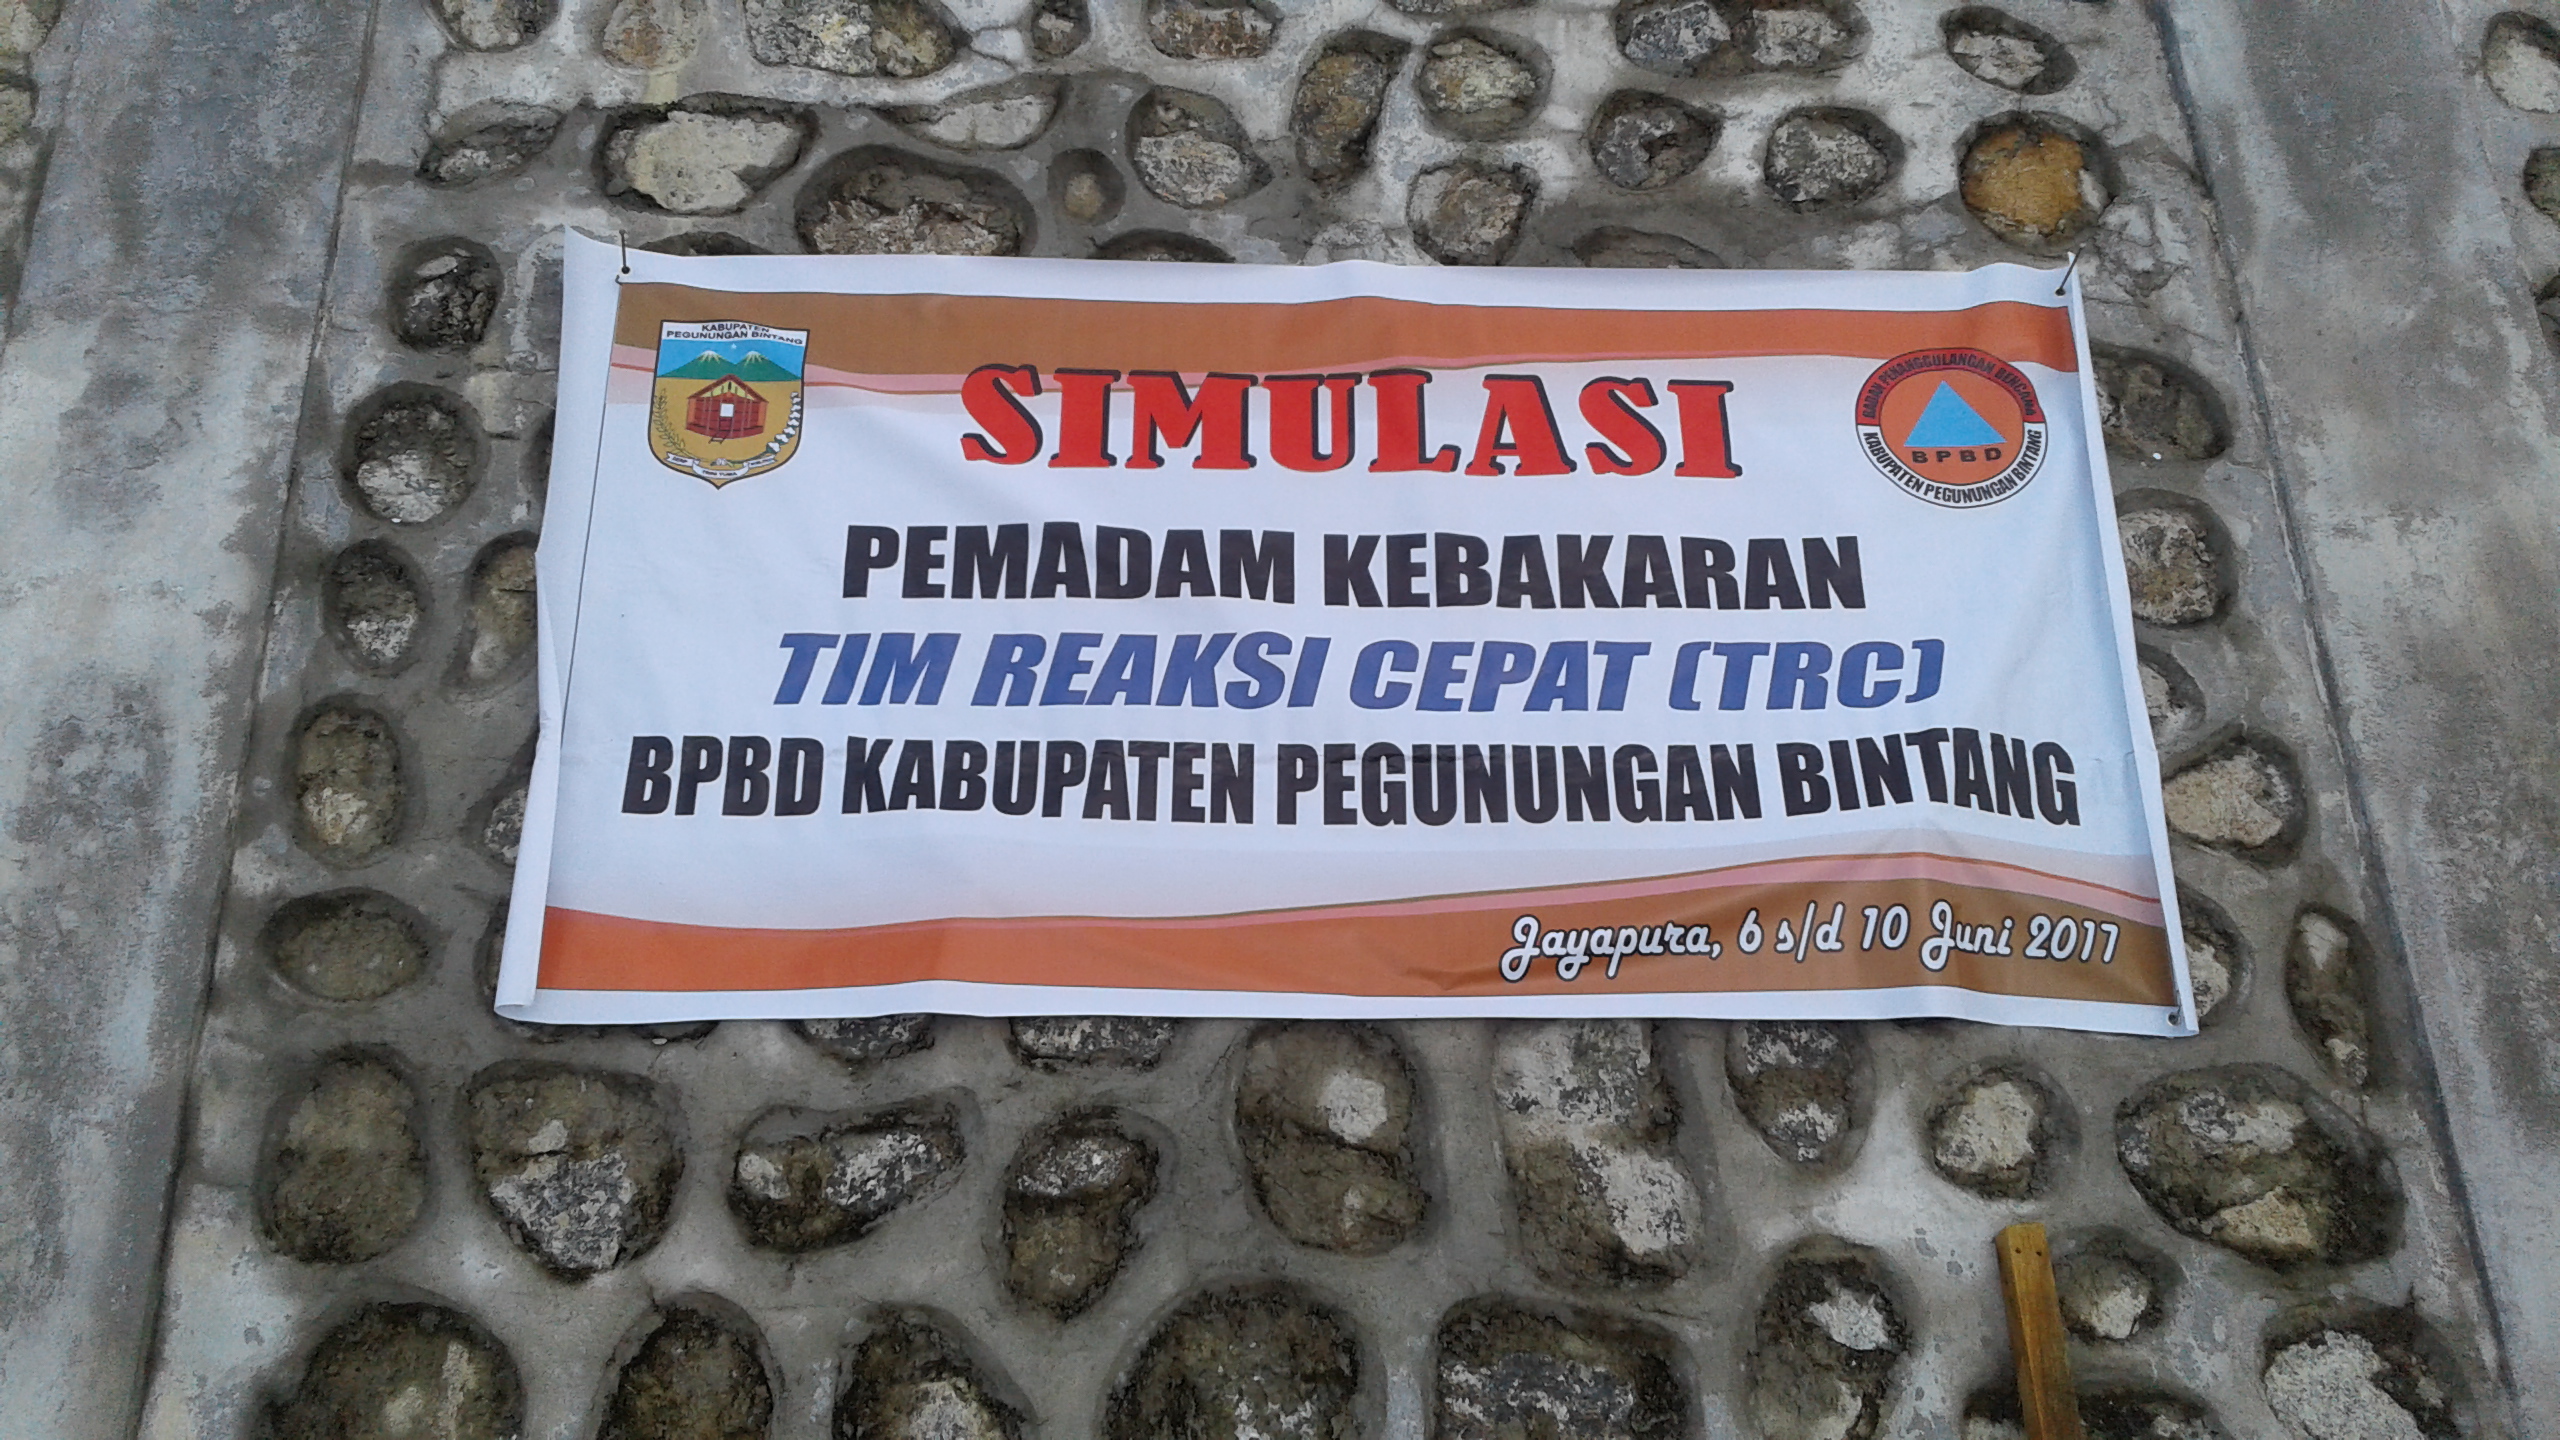 KABUPATEN
PEGUNUNGAN BINTANG
SIMULASI
BADAN PENANGGULANGAN BENCANA
BPBD
KABUPATEN PEGUNUNGAN BINTANG
PEMADAM KEBAKARAN
TIM REAKSI CEPAT (TRC)
BPBD KABUPATEN PEGUNUNGAN BINTANG
Jayapura, 6 s/d 10 Juni 2017